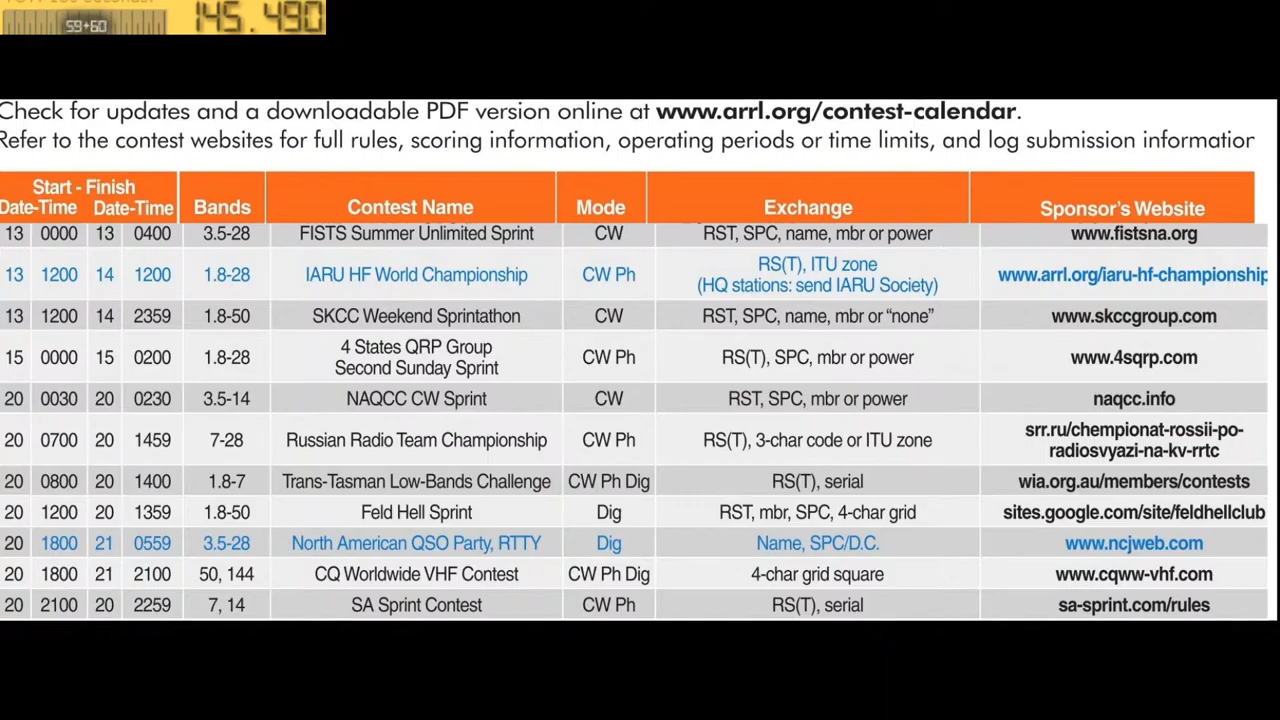 59+60 145.490
Check for updates and a downloadable PDF version online at www.arrl.org/contest-calendar.
Refer to the contest websites for full rules, scoring information, operating periods or time limits, and log submission information
Start - Finish
Date-Time Date-Time Bands Contest Name Mode Exchange Sponsor's Website
13 0000 13 0400 3.5-28 FISTS Summer Unlimited Sprint CW RST, SPC, name, mbr or power www.fistsna.org
13 1200 14 1200 1.8-28 IARU HF World Championship CW Ph RS(T), ITU zone
(HQ stations: send IARU Society) www.arrl.org/iaru-hf-championship
13 1200 14 2359 1.8-50 SKCC Weekend Sprintathon CW RST, SPC, name, mbr or “none” www.skccgroup.com
15 0000 15 0200 1.8-28 4 States QRP Group
Second Sunday Sprint CW Ph RS(T), SPC, mbr or power www.4sqrp.com
20 0030 20 0230 3.5-14 NAQCC CW Sprint CW RST, SPC, mbr or power naqcc.info
20 0700 20 1459 7-28 Russian Radio Team Championship CW Ph RS(T), 3-char code or ITU zone srr.ru/chempionat-rossii-po-
radiosvyazi-na-kv-rrtc
20 0800 20 1400 1.8-7 Trans-Tasman Low-Bands Challenge CW Ph Dig RS(T), serial wia.org.au/members/contests
20 1200 20 1359 1.8-50 Feld Hell Sprint Dig RST, mbr, SPC, 4-char grid sites.google.com/site/feldhellclub
20 1800 21 0559 3.5-28 North American QSO Party, RTTY Dig Name, SPC/D.C. www.ncjweb.com
20 1800 21 2100 50, 144 CQ Worldwide VHF Contest CW Ph Dig 4-char grid square www.cqww-vhf.com
20 2100 20 2259 7, 14 SA Sprint Contest CW Ph RS(T), serial sa-sprint.com/rules